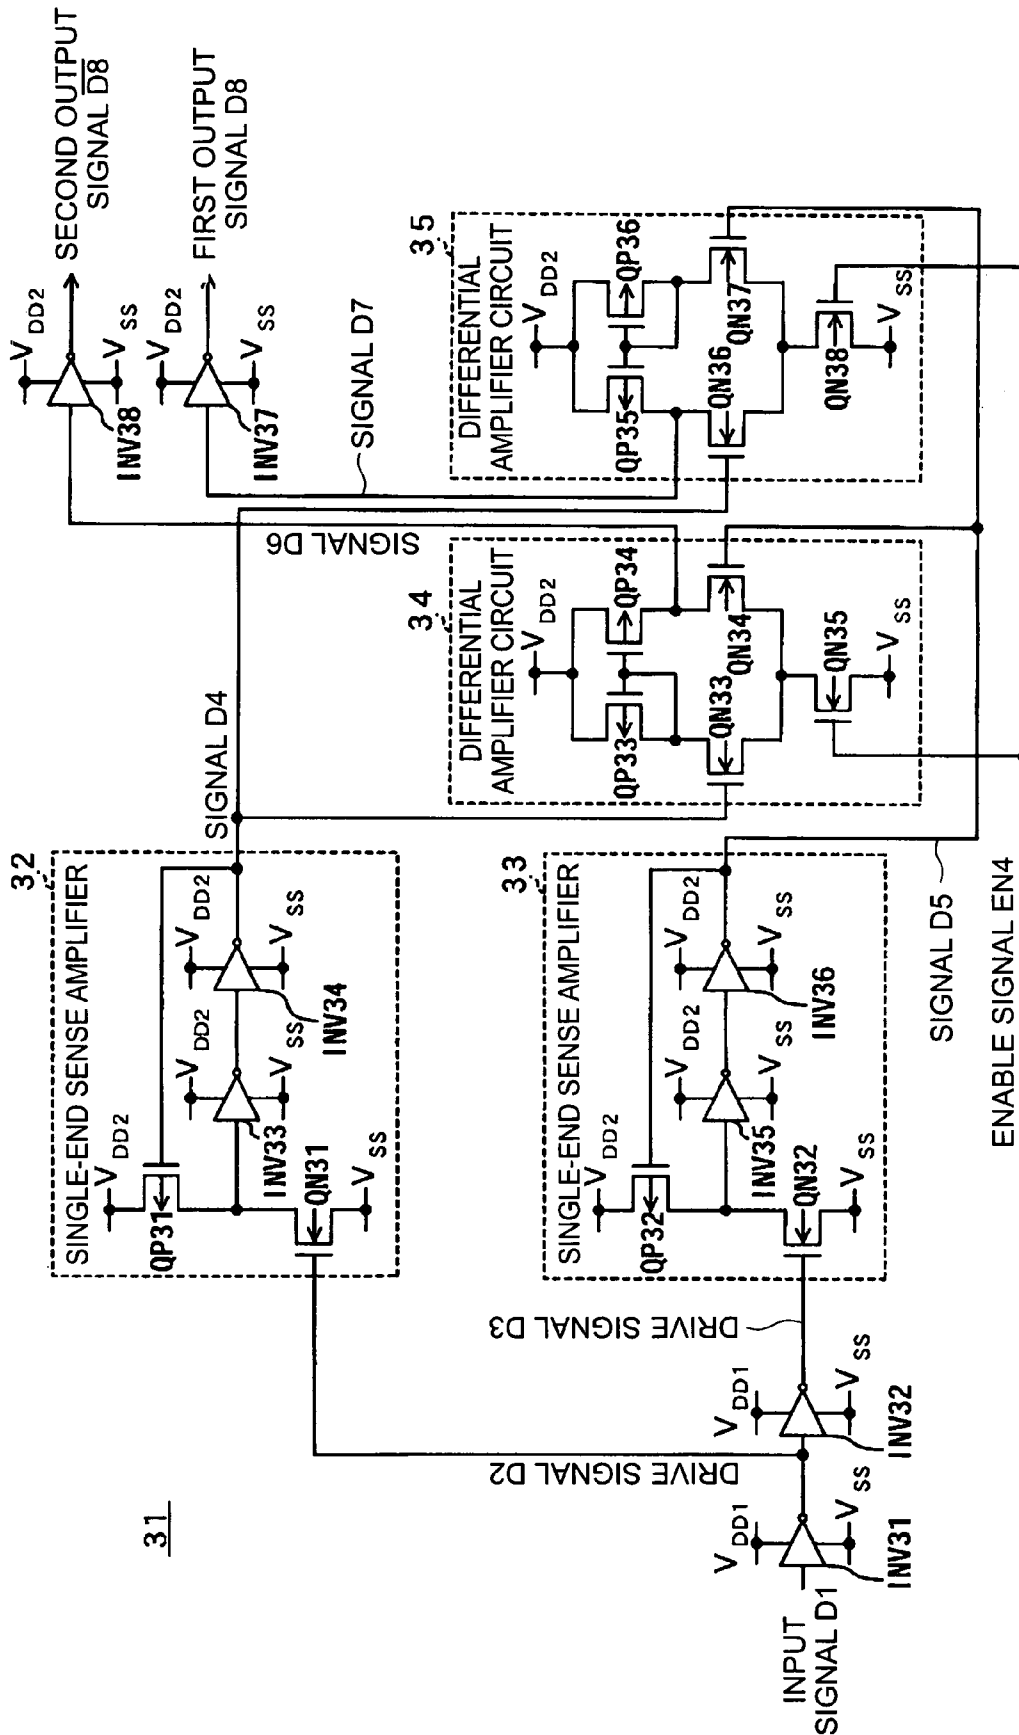 31
INPUT
SIGNAL D1
VDD1
VSS
INV31
VDD1
VSS
INV32
DRIVE SIGNAL D2
DRIVE SIGNAL D3
32
SINGLE-END SENSE AMPLIFIER
VDD2
QP31
QN31
VSS
VDD2
VSS
INV33
VDD2
VSS
INV34
SIGNAL D4
33
SINGLE-END SENSE AMPLIFIER
VDD2
QP32
QN32
VSS
VDD2
VSS
INV35
VDD2
VSS
INV36
SIGNAL D5
ENABLE SIGNAL EN4
34
DIFFERENTIAL
AMPLIFIER CIRCUIT
VDD2
QP33
QP34
QN33
QN34
QN35
VSS
SIGNAL D6
35
DIFFERENTIAL
AMPLIFIER CIRCUIT
VDD2
QP35
QP36
QN36
QN37
QN38
VSS
SIGNAL D7
VDD2
VSS
INV38
SECOND OUTPUT
SIGNAL D8
VDD2
VSS
INV37
FIRST OUTPUT
SIGNAL D8